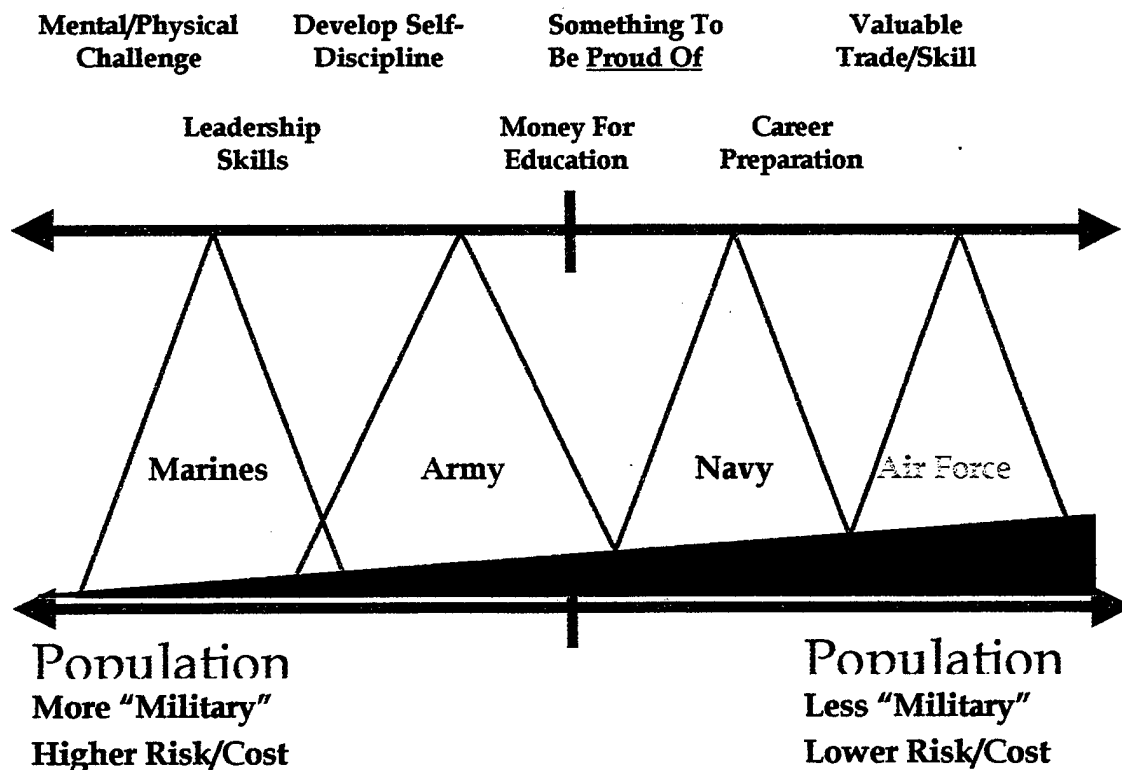 Mental/Physical
Challenge
Develop Self-
Discipline
Something To
Be Proud Of
Valuable
Trade/Skill
Leadership
Skills
Money For
Education
Career
Preparation
Marines
Army
Navy
Air Force
Population
More “Military”
Higher Risk/Cost
Population
Less “Military”
Lower Risk/Cost